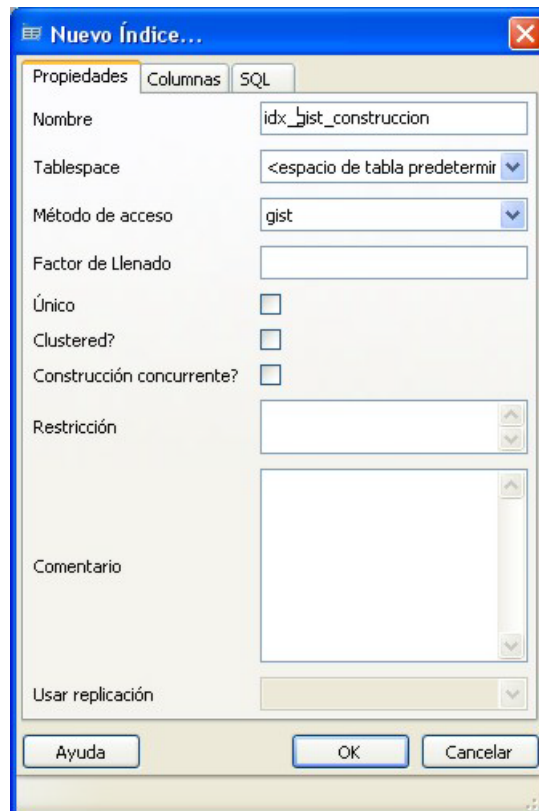 Nuevo Índice...
Propiedades Columnas SQL
Nombre idx_gist_construccion
Tablespace <espacio de tabla predetermir
Método de acceso gist
Factor de Llenado
Único
Clustered?
Construcción concurrente?
Restricción
Comentario
Usar replicación
Ayuda OK Cancelar